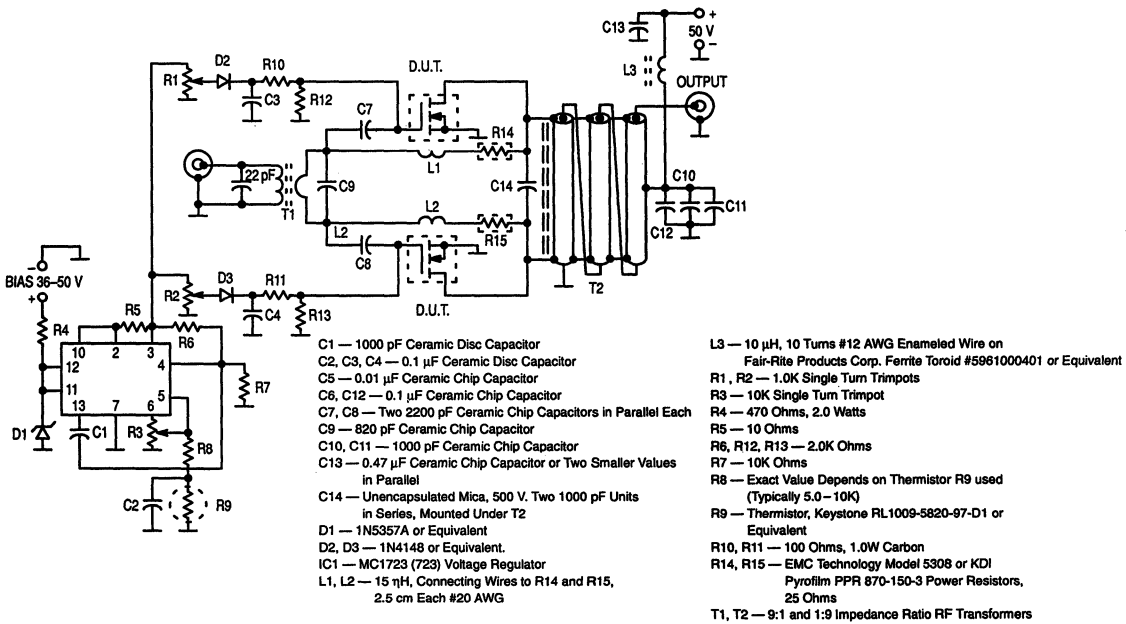 C13
+
50 V
–
L3
OUTPUT
D.U.T.
D2
R10
R1
C3
R12
C7
R14
L1
22 pF
T1
C9
C14
L2
L2
R15
C10
C11
C12
C8
T2
–
BIAS 36–50 V
+
D3
R11
R2
C4
R13
D.U.T.
R5
R4
R6
10
2
3
12
4
11
5
R7
13
7
6
D1
C1
R3
R8
C2
R9
C1 — 1000 pF Ceramic Disc Capacitor
C2, C3, C4 — 0.1 µF Ceramic Disc Capacitor
C5 — 0.01 µF Ceramic Chip Capacitor
C6, C12 — 0.1 µF Ceramic Chip Capacitor
C7, C8 — Two 2200 pF Ceramic Chip Capacitors in Parallel Each
C9 — 820 pF Ceramic Chip Capacitor
C10, C11 — 1000 pF Ceramic Chip Capacitor
C13 — 0.47 µF Ceramic Chip Capacitor or Two Smaller Values
in Parallel
C14 — Unencapsulated Mica, 500 V. Two 1000 pF Units
in Series, Mounted Under T2
D1 — 1N5357A or Equivalent
D2, D3 — 1N4148 or Equivalent.
IC1 — MC1723 (723) Voltage Regulator
L1, L2 — 15 ηH, Connecting Wires to R14 and R15,
2.5 cm Each #20 AWG
L3 — 10 µH, 10 Turns #12 AWG Enameled Wire on
Fair-Rite Products Corp. Ferrite Toroid #5961000401 or Equivalent
R1, R2 — 1.0K Single Turn Trimpots
R3 — 10K Single Turn Trimpot
R4 — 470 Ohms, 2.0 Watts
R5 — 10 Ohms
R6, R12, R13 — 2.0K Ohms
R7 — 10K Ohms
R8 — Exact Value Depends on Thermistor R9 used
(Typically 5.0 – 10K)
R9 — Thermistor, Keystone RL1009-5820-97-D1 or
Equivalent
R10, R11 — 100 Ohms, 1.0W Carbon
R14, R15 — EMC Technology Model 5308 or KDI
Pyrofilm PPR 870-150-3 Power Resistors,
25 Ohms
T1, T2 — 9:1 and 1:9 Impedance Ratio RF Transformers